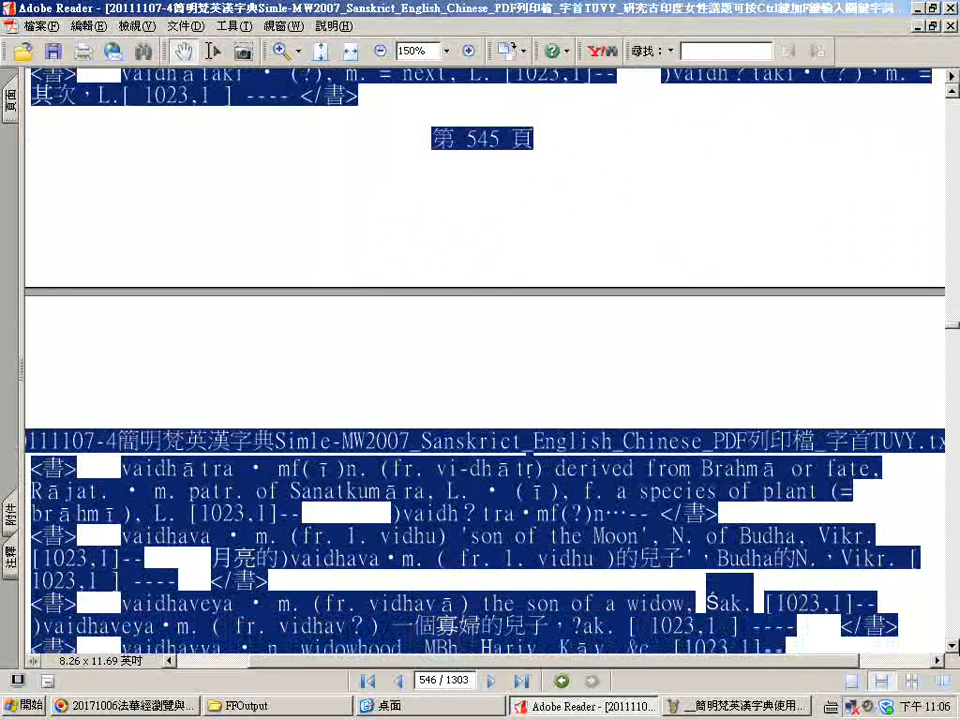 Adobe Reader - [20111107-4簡明梵英漢字典Simle-MW2007_Sanskrict_English_Chinese_PDF列印檔_字首TUVY_研究古印度女性議題可按Ctrl鍵加F鍵輸入關鍵字詞...
檔案(F) 編輯(E) 檢視(V) 文件(D) 工具(T) 視窗(W) 說明(H)
150% Y! 尋找:
頁面
<書> vaidhātaki • (?), m. = next, L. [1023,1]-- )vaidh?taki•(?)，m. =
其次，L.[ 1023,1 ] ---- </書>
第 545 頁
0111107-4簡明梵英漢字典Simle-MW2007_Sanskrict_English_Chinese_PDF列印檔_字首TUVY.tx
<書> vaidhātra • mf(ī)n. (fr. vi-dhātṛ) derived from Brahmā or fate,
Rājat. • m. patr. of Sanatkumāra, L. • (ī), f. a species of plant (=
brāhmī), L. [1023,1]-- )vaidh?tra•mf(?)n…-- </書>
<書> vaidhava • m. (fr. 1. vidhu) 'son of the Moon', N. of Budha, Vikr.
[1023,1]-- 月亮的)vaidhava•m. ( fr. 1. vidhu )的兒子' Budha的N.，Vikr. [
1023,1 ] ---- </書>
<書> vaidhaveya • m. (fr. vidhavā) the son of a widow, Śak. [1023,1]--
)vaidhaveya•m. ( fr. vidhav？) 一個寡婦的兒子，?ak. [ 1023,1 ] ---- </書>
<書> vaidhavya • n. widowhood, MBh. Hariv. Kāv. &c. [1023,1]--
附件
注釋
8.26 x 11.69 英吋
546 / 1303
開始 20171006法華經瀏覽與... FFOutput 桌面 Adobe Reader - [2011110... __簡明梵英字典使用... 下午 11:06